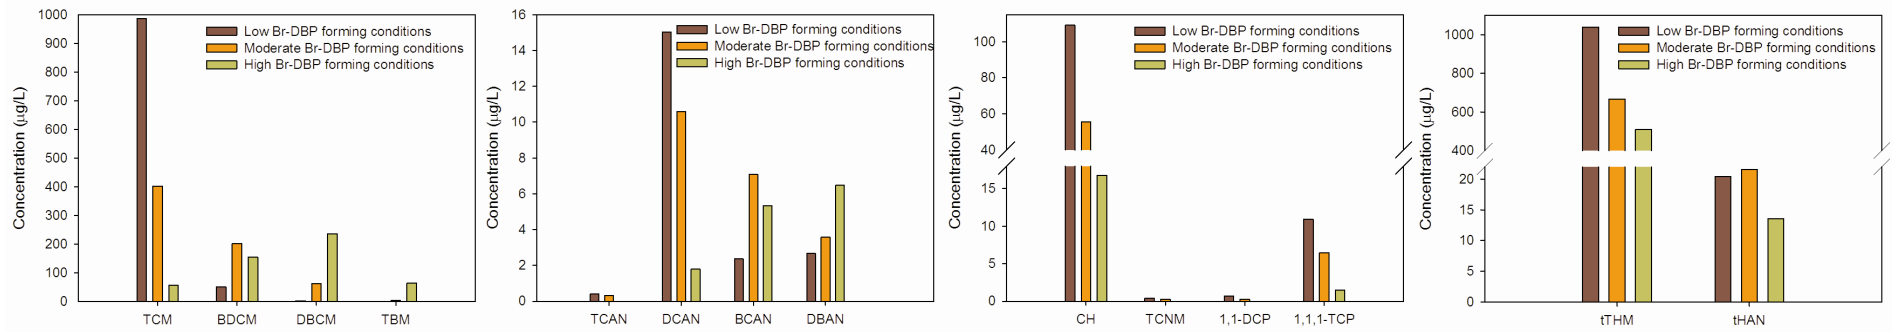 Concentration (µg/L)
1000
900
800
700
600
500
400
300
200
100
0
Low Br-DBP forming conditions
Moderate Br-DBP forming conditions
High Br-DBP forming conditions
TCM BDCM DBCM TBM
Concentration (µg/L)
16
14
12
10
8
6
4
2
0
Low Br-DBP forming conditions
Moderate Br-DBP forming conditions
High Br-DBP forming conditions
TCAN DCAN BCAN DBAN
Concentration (µg/L)
100
80
60
40
15
10
5
0
Low Br-DBP forming conditions
Moderate Br-DBP forming conditions
High Br-DBP forming conditions
CH TCNM 1,1-DCP 1,1,1-TCP
Concentration (µg/L)
1000
800
600
400
20
15
10
5
0
Low Br-DBP forming conditions
Moderate Br-DBP forming conditions
High Br-DBP forming conditions
tTHM tHAN